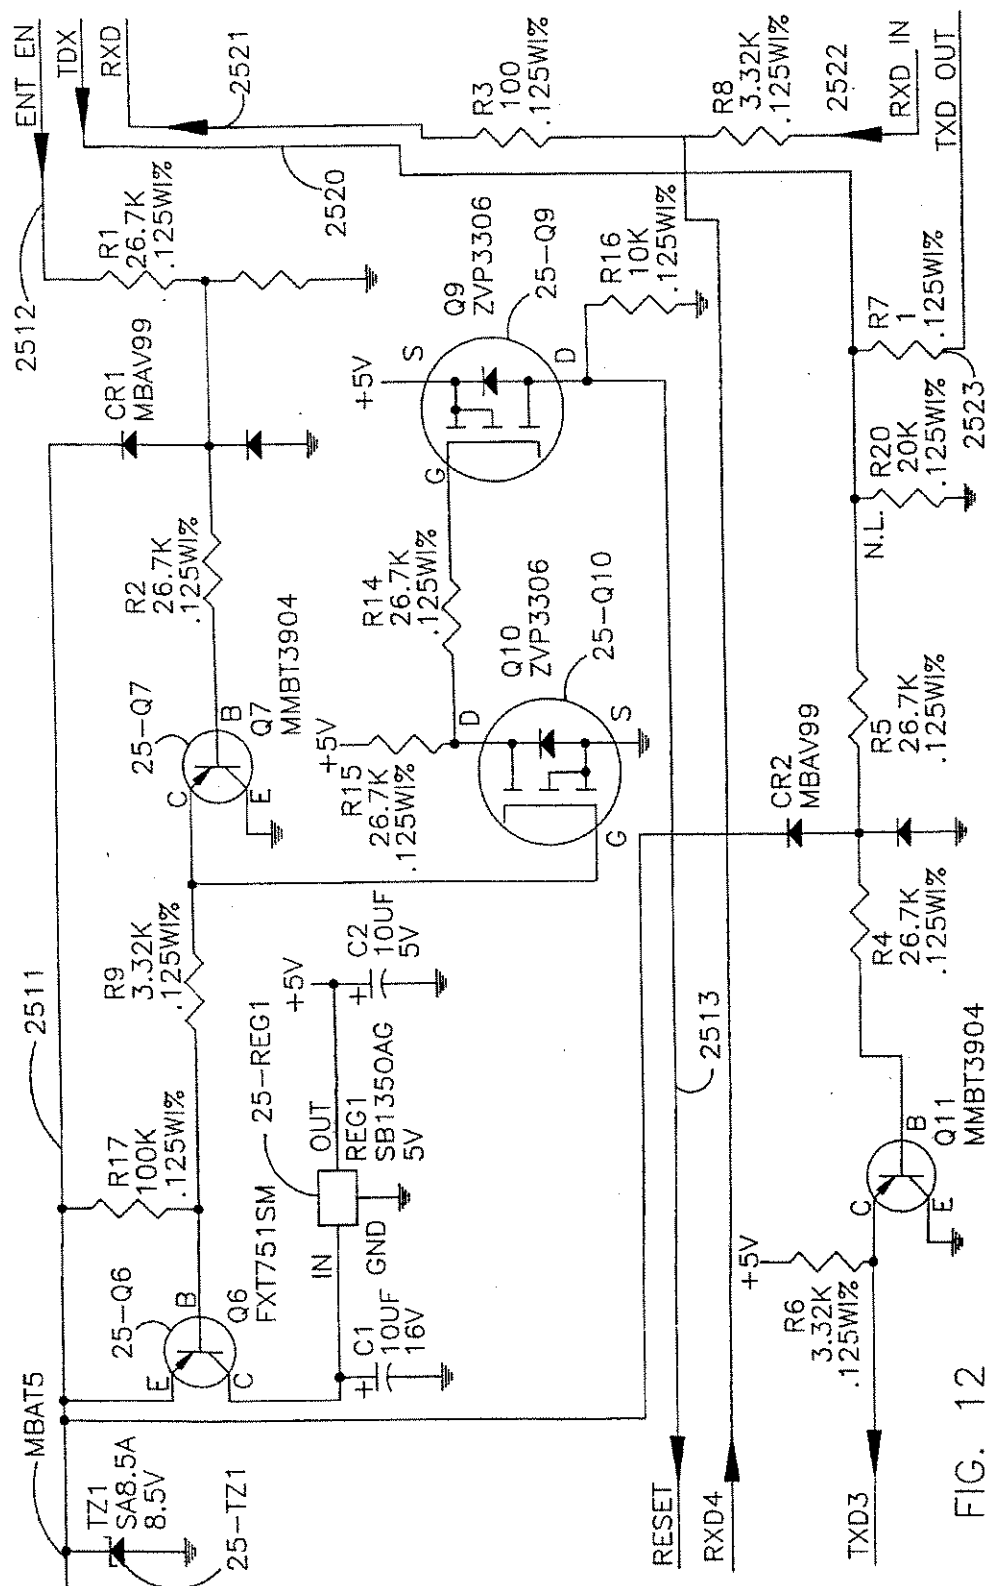 MBAT5
2511
2512
ENT EN
TDX
RXD
2521
2520
TZ1
SA8.5A
8.5V
25-TZ1
25-Q6
E
B
C
Q6
FXT751SM
R17
100K
.125W1%
R9
3.32K
.125W1%
25-Q7
C
B
E
Q7
MMBT3904
R2
26.7K
.125W1%
CR1
MBAV99
R1
26.7K
.125W1%
C1
10UF
16V
+
IN
OUT
GND
25-REG1
REG1
SB1350AG
5V
+5V
C2
10UF
5V
+
+5V
R15
26.7K
.125W1%
D
G
S
Q10
ZVP3306
25-Q10
R14
26.7K
.125W1%
+5V
S
G
D
Q9
ZVP3306
25-Q9
R16
10K
.125W1%
R3
100
.125W1%
R8
3.32K
.125W1%
2522
RXD IN
TXD OUT
RESET
RXD4
2513
TXD3
+5V
R6
3.32K
.125W1%
C
B
E
Q11
MMBT3904
R4
26.7K
.125W1%
CR2
MBAV99
R5
26.7K
.125W1%
N.L.
R20
20K
.125W1%
2523
R7
1
.125W1%
FIG. 12